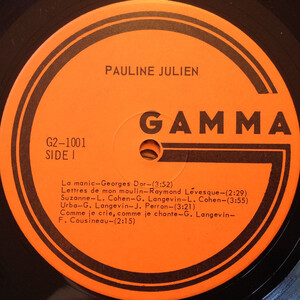 PAULINE JULIEN
G2-1001
SIDE I
GAMMA
La manic-Georges Dor-(3:52)
Lettres de mon moulin-Raymond Lévesque-(2:29)
Suzanne-L. Cohen-G. Langevin-L. Cohen-(3:55)
Urba-G. Langevin-J. Perron-(3:21)
Comme je crie, comme je chante-G. Langevin-
F. Cousineau-(2:15)